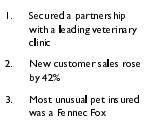 1. Secured a partnership
with a leading veterinary
clinic
2. New customer sales rose
by 42%
3. Most unusual pet insured
was a Fennec Fox